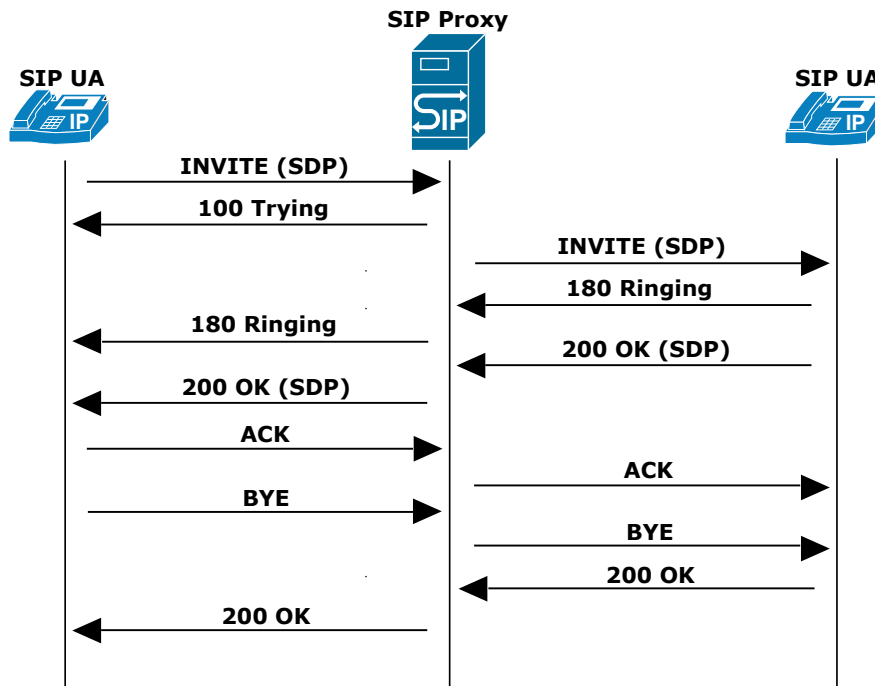 SIP Proxy
SIP UA
SIP UA
IP
SIP
IP
INVITE (SDP)
100 Trying
INVITE (SDP)
180 Ringing
180 Ringing
200 OK (SDP)
200 OK (SDP)
ACK
ACK
BYE
BYE
200 OK
200 OK